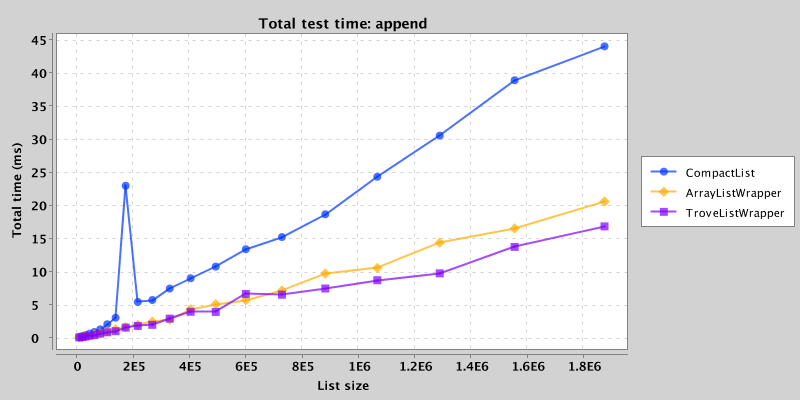 Total test time: append
45
40
35
30
25
20
15
10
5
0
Total time (ms)
0 2E5 4E5 6E5 8E5 1E6 1.2E6 1.4E6 1.6E6 1.8E6
List size
CompactList
ArrayListWrapper
TroveListWrapper